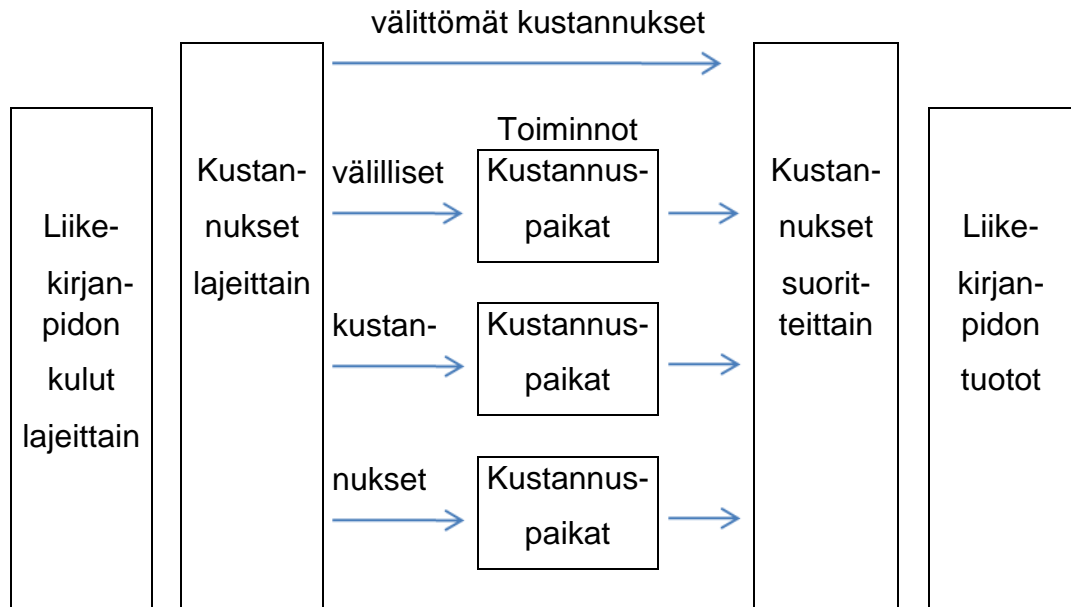 välittömät kustannukset
Liike-
kirjan-
pidon
kulut
lajeittain
Kustan-
nukset
lajeittain
välilliset
kustan-
nukset
Toiminnot
Kustannus-
paikat
Kustannus-
paikat
Kustannus-
paikat
Kustan-
nukset
suorit-
teittain
Liike-
kirjan-
pidon
tuotot